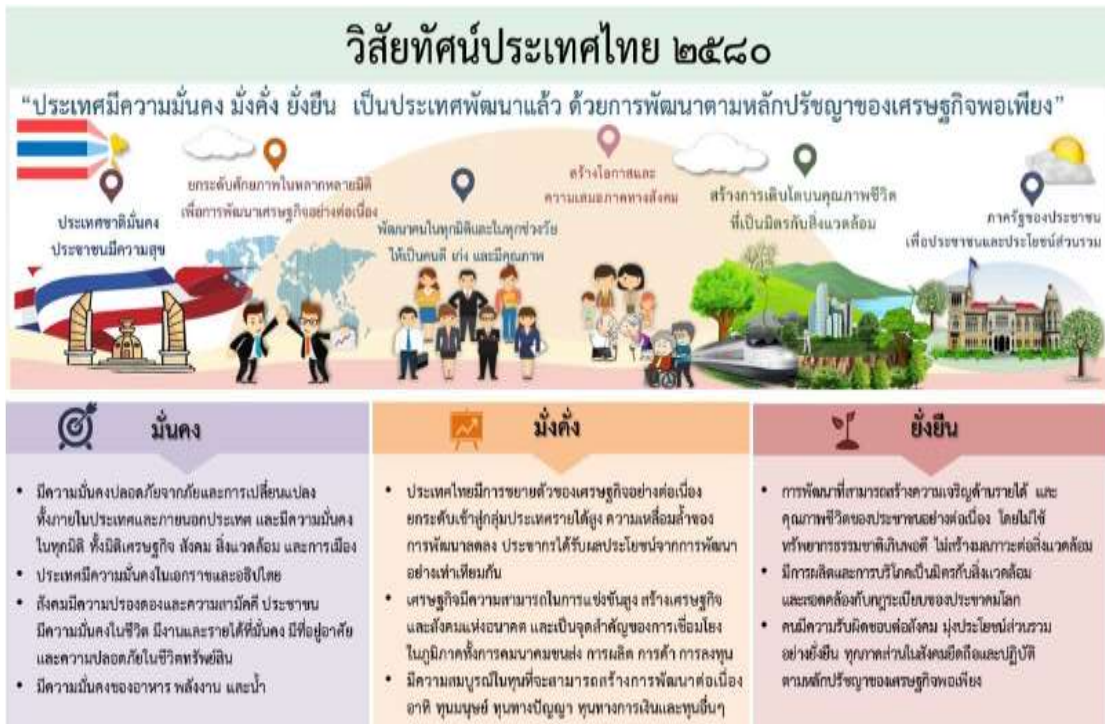 วิสัยทัศน์ประเทศไทย ๒๕๘๐
“ประเทศมีความมั่นคง มั่งคั่ง ยั่งยืน เป็นประเทศพัฒนาแล้ว ด้วยการพัฒนาตามหลักปรัชญาของเศรษฐกิจพอเพียง”
ประเทศชาติมั่นคง
ประชาชนมีความสุข
ยกระดับศักยภาพในหลากหลายมิติ
เพื่อการพัฒนาเศรษฐกิจอย่างต่อเนื่อง
พัฒนาคนในทุกมิติและในทุกช่วงวัย
ให้เป็นคนดี เก่ง และมีคุณภาพ
สร้างโอกาสและ
ความเสมอภาคทางสังคม
สร้างการเติบโตบนคุณภาพชีวิต
ที่เป็นมิตรกับสิ่งแวดล้อม
ภาครัฐของประชาชน
เพื่อประชาชนและประโยชน์ส่วนรวม
มั่นคง
• มีความมั่นคงปลอดภัยจากภัยและการเปลี่ยนแปลง
ทั้งภายในประเทศและภายนอกประเทศ และมีความมั่นคง
ในทุกมิติ ทั้งมิติเศรษฐกิจ สังคม สิ่งแวดล้อม และการเมือง
• ประเทศมีความมั่นคงในเอกราชและอธิปไตย
• สังคมมีความปรองดองและความสามัคคี ประชาชน
มีความมั่นคงในชีวิต มีงานและรายได้ที่มั่นคง มีที่อยู่อาศัย
และความปลอดภัยในชีวิตทรัพย์สิน
• มีความมั่นคงของอาหาร พลังงาน และน้ำ
มั่งคั่ง
• ประเทศไทยมีการขยายตัวของเศรษฐกิจอย่างต่อเนื่อง
ยกระดับเข้าสู่กลุ่มประเทศรายได้สูง ความเหลื่อมล้ำของ
การพัฒนาลดลง ประชากรได้รับผลประโยชน์จากการพัฒนา
อย่างเท่าเทียมกัน
• เศรษฐกิจมีความสามารถในการแข่งขันสูง สร้างเศรษฐกิจ
และสังคมแห่งอนาคต และเป็นจุดสำคัญของการเชื่อมโยง
ในภูมิภาคทั้งการคมนาคมขนส่ง การผลิต การค้า การลงทุน
• มีความสมบูรณ์ในทุนที่จะสามารถสร้างการพัฒนาต่อเนื่อง
อาทิ ทุนมนุษย์ ทุนทางปัญญา ทุนทางการเงินและทุนอื่นๆ
ยั่งยืน
• การพัฒนาที่สามารถสร้างความเจริญด้านรายได้ และ
คุณภาพชีวิตของประชาชนอย่างต่อเนื่อง โดยไม่ใช้
ทรัพยากรธรรมชาติเกินพอดี ไม่สร้างมลภาวะต่อสิ่งแวดล้อม
• มีการผลิตและการบริโภคเป็นมิตรกับสิ่งแวดล้อม
และสอดคล้องกับกฎระเบียบของประชาคมโลก
• คนมีความรับผิดชอบต่อสังคม มุ่งประโยชน์ส่วนรวม
อย่างยั่งยืน ทุกภาคส่วนในสังคมยึดถือและปฏิบัติ
ตามหลักปรัชญาของเศรษฐกิจพอเพียง